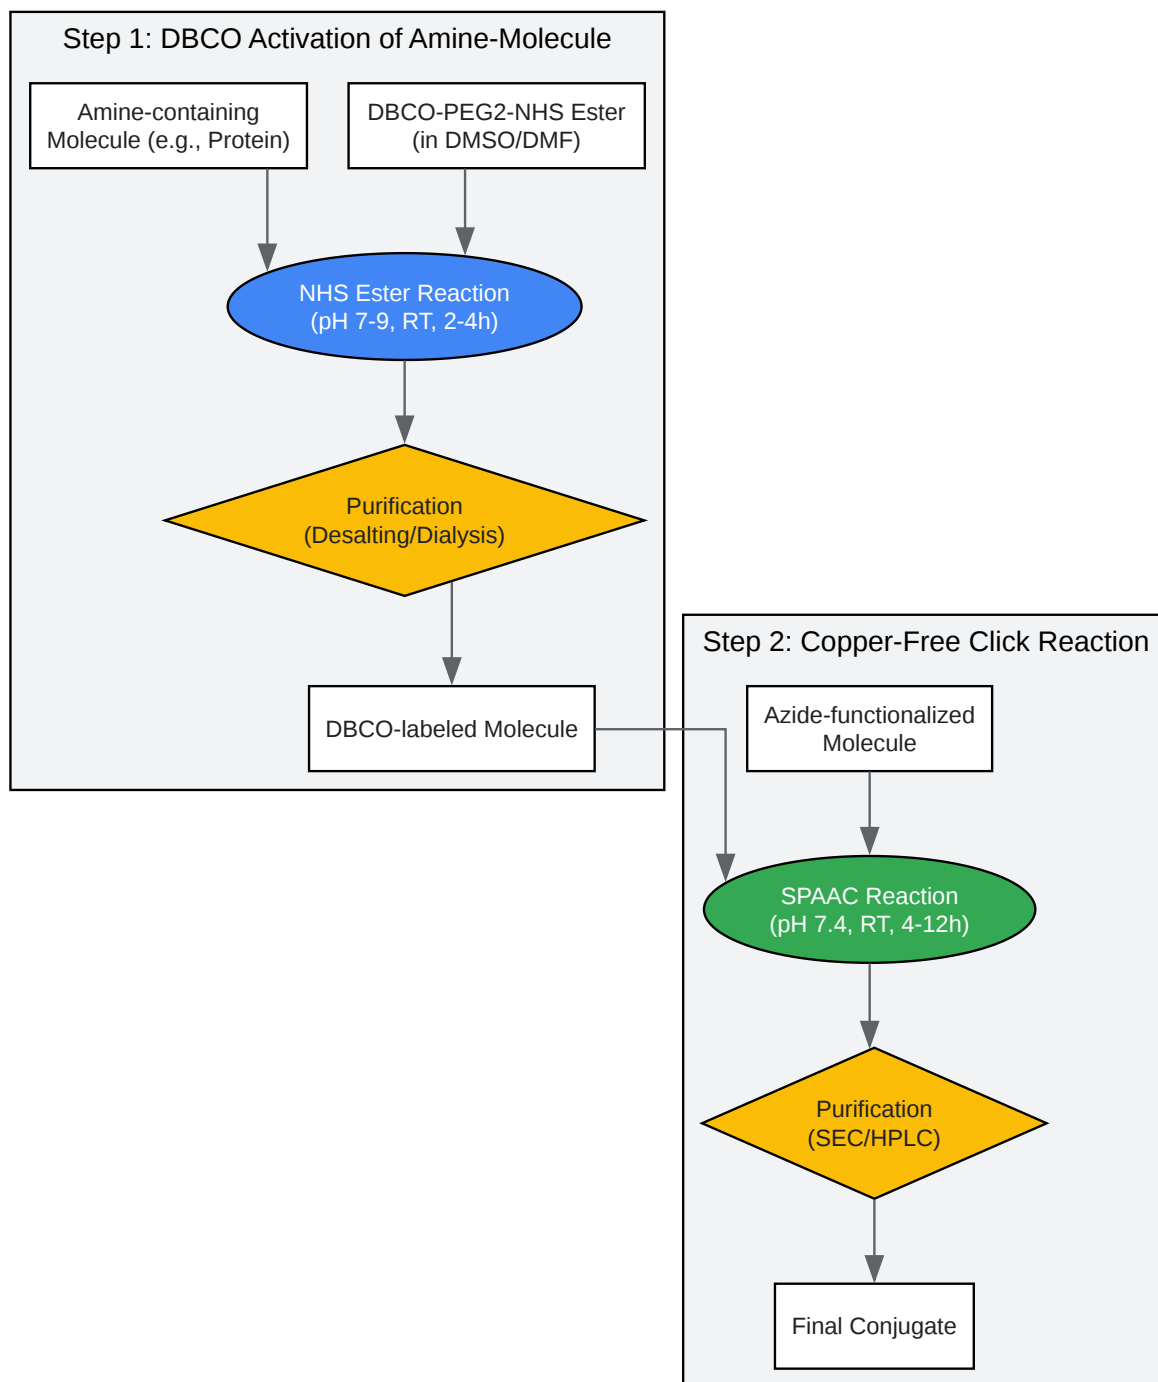 Step 1: DBCO Activation of Amine-Molecule
Amine-containing
Molecule (e.g., Protein)
DBCO-PEG2-NHS Ester
(in DMSO/DMF)
NHS Ester Reaction
(pH 7-9, RT, 2-4h)
Purification
(Desalting/Dialysis)
DBCO-labeled Molecule
Step 2: Copper-Free Click Reaction
Azide-functionalized
Molecule
SPAAC Reaction
(pH 7.4, RT, 4-12h)
Purification
(SEC/HPLC)
Final Conjugate